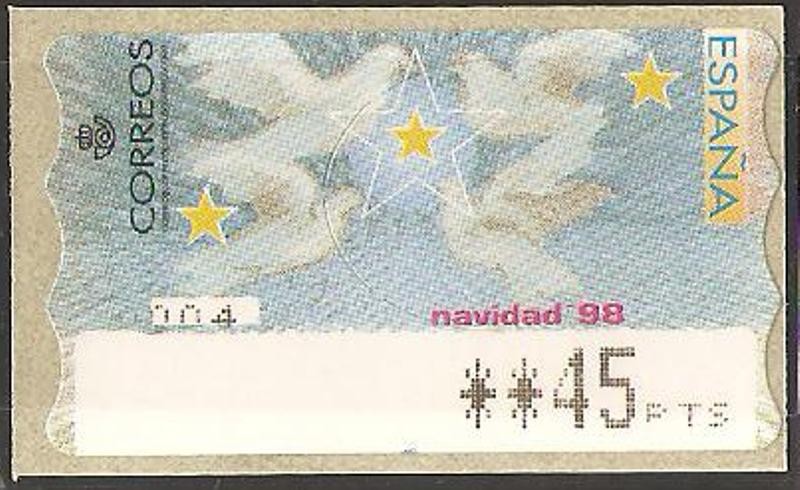 CORREOS
ESPAÑA
004
navidad 98
**45 PTS